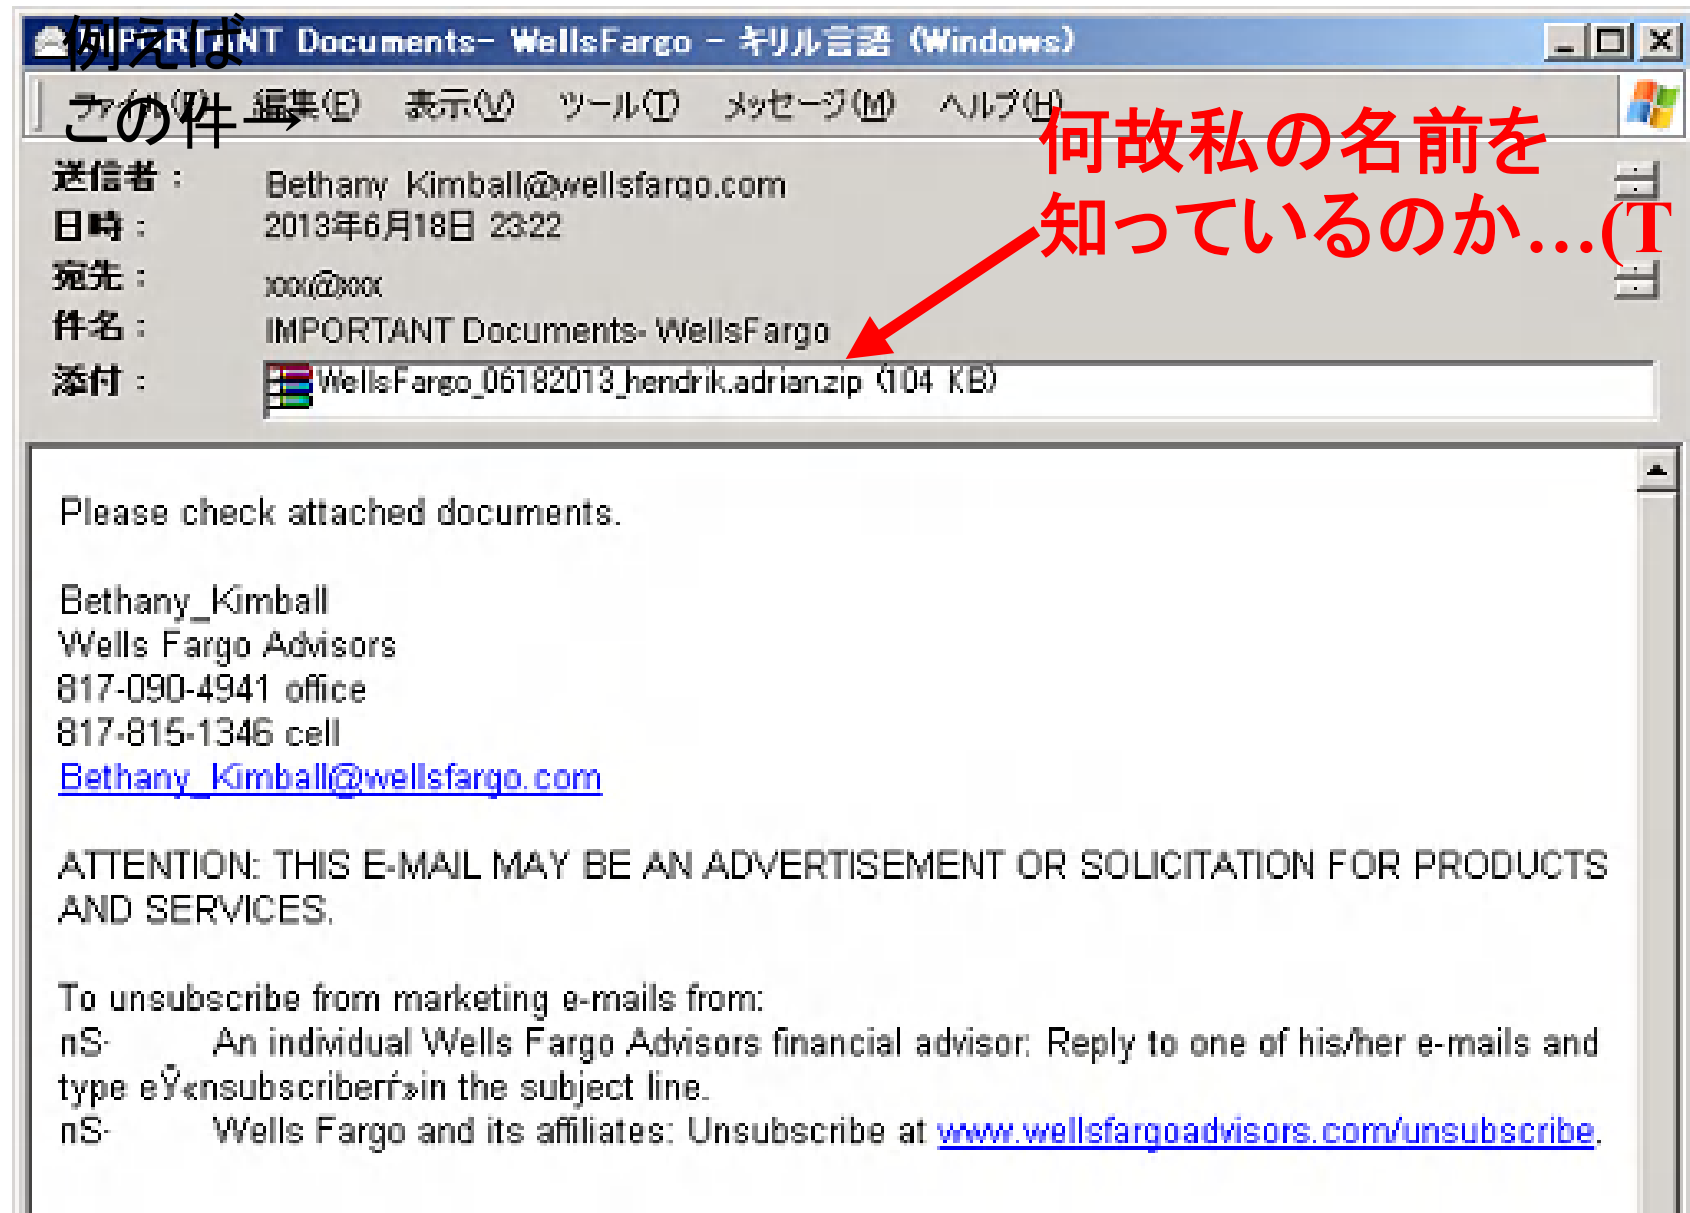 例えば
この件→
IMPORTANT Documents- WellsFargo - キリル言語 (Windows)
ファイル(F) 編集(E) 表示(V) ツール(T) メッセージ(M) ヘルプ(H)
何故私の名前を
知っているのか…(T
送信者: Bethany_Kimball@wellsfargo.com
日時: 2013年6月18日 23:22
宛先: xxx@xxx
件名: IMPORTANT Documents- WellsFargo
添付: WellsFargo_06182013_hendrik.adrian.zip (104 KB)
Please check attached documents.
Bethany_Kimball
Wells Fargo Advisors
817-090-4941 office
817-815-1346 cell
Bethany_Kimball@wellsfargo.com
ATTENTION: THIS E-MAIL MAY BE AN ADVERTISEMENT OR SOLICITATION FOR PRODUCTS
AND SERVICES.
To unsubscribe from marketing e-mails from:
пЅ· An individual Wells Fargo Advisors financial advisor: Reply to one of his/her e-mails and
type in the subject line.
пЅ· Wells Fargo and its affiliates: Unsubscribe at www.wellsfargoadvisors.com/unsubscribe.